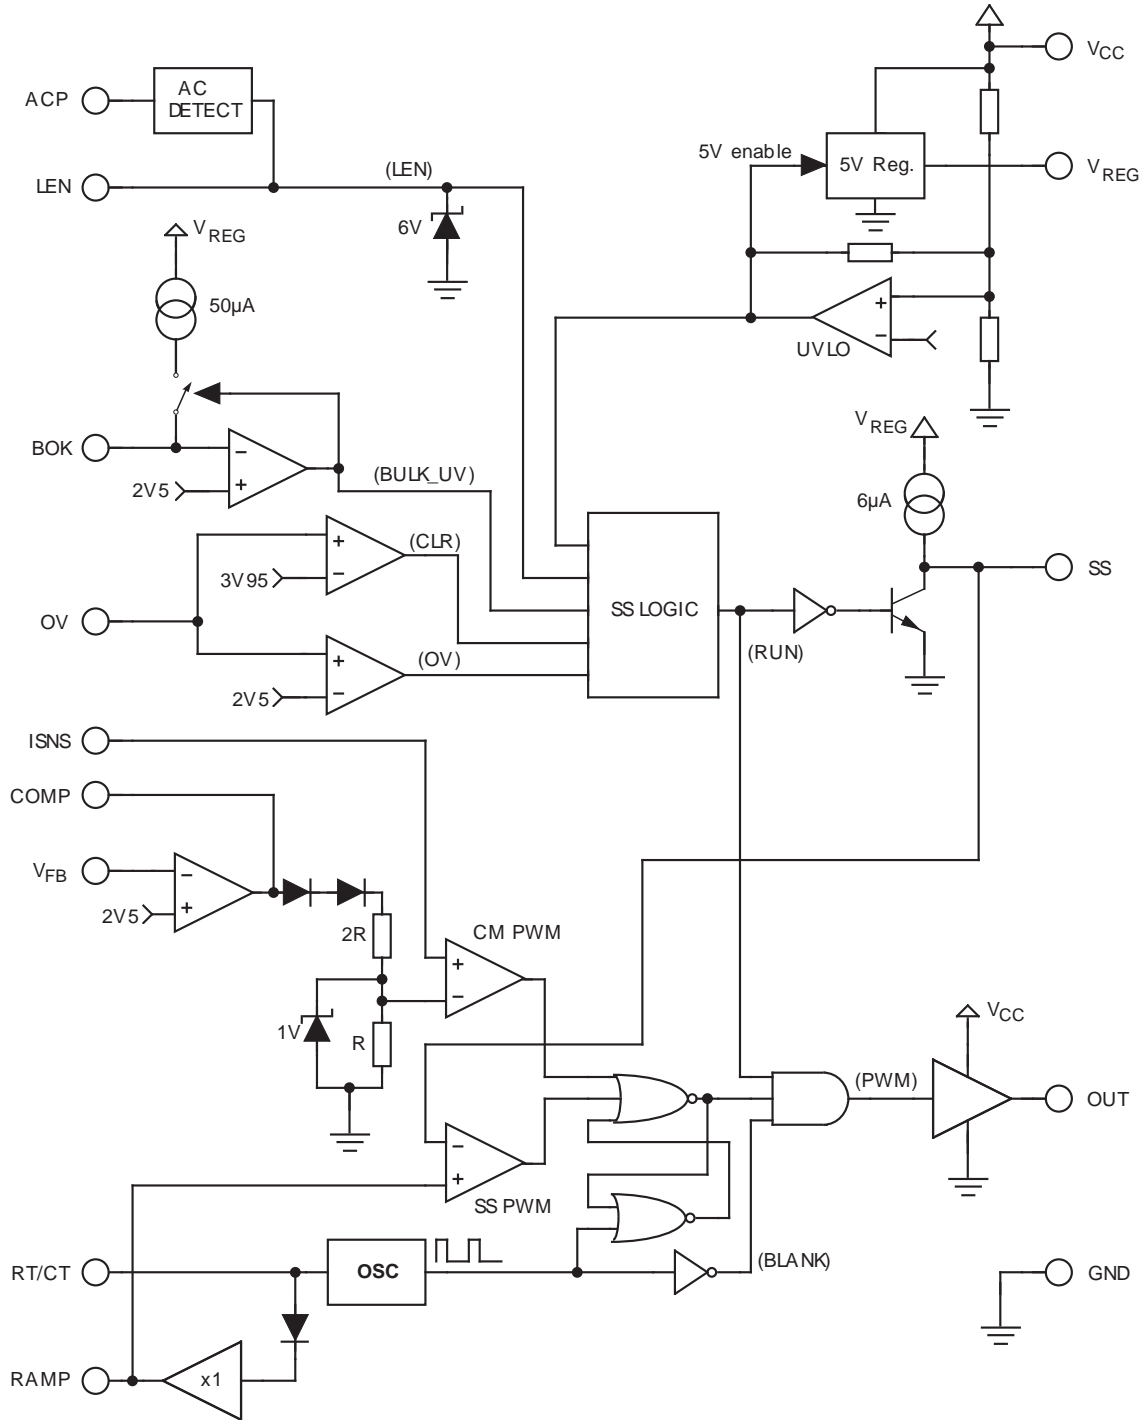 VCC
ACP
AC
DETECT
5V enable
5V Reg.
VREG
LEN
(LEN)
6V
VREG
50µA
+
−
UVLO
BOK
−
+
2V5
(BULK_UV)
VREG
6µA
(CLR)
+
−
3V95
SS
OV
SS LOGIC
(RUN)
(OV)
+
−
2V5
ISNS
COMP
VFB
−
+
2V5
2R
CM PWM
+
−
1V
R
VCC
(PWM)
OUT
−
+
SS PWM
RT/CT
OSC
(BLANK)
GND
RAMP
x1